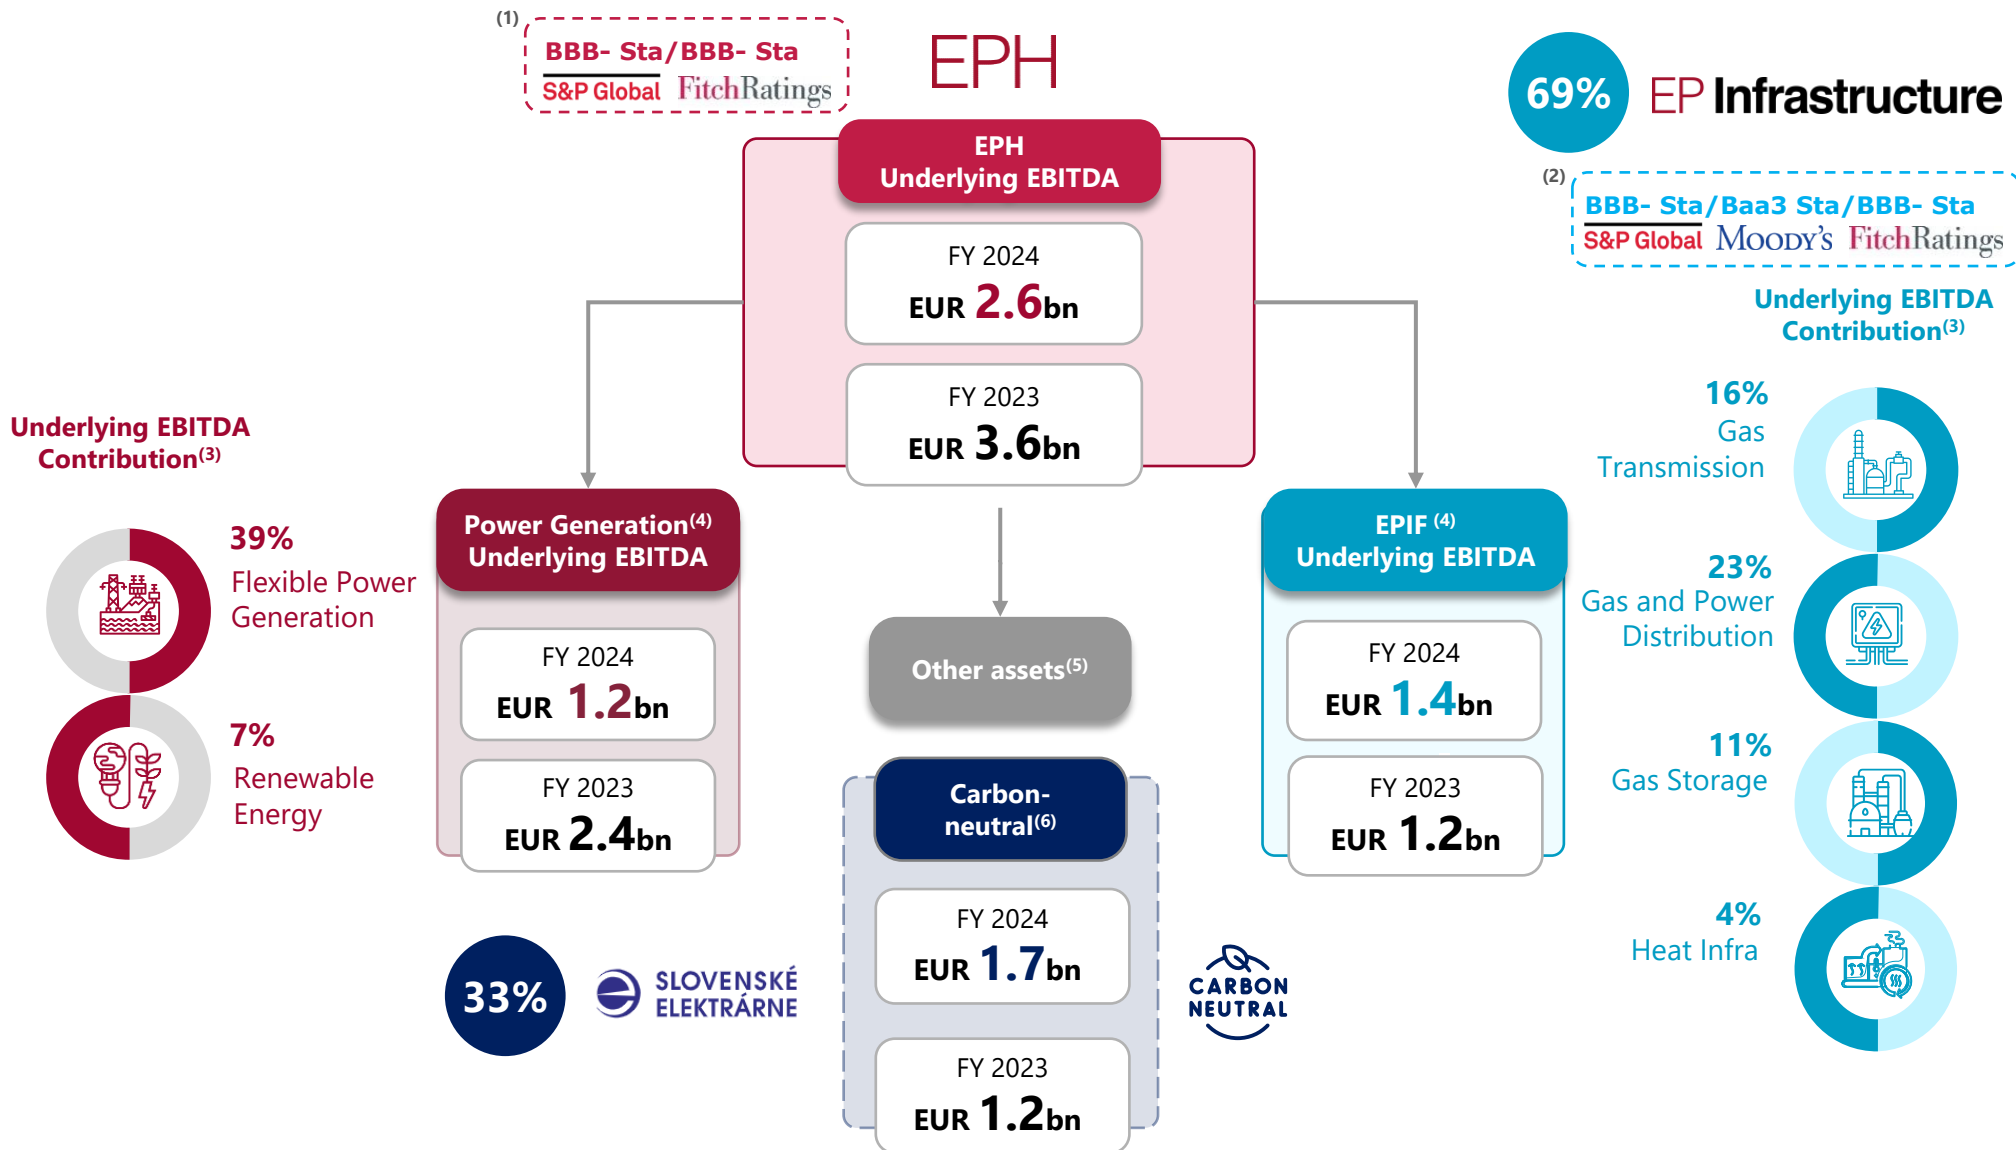 (1)
BBB- Sta/BBB- Sta
S&P Global FitchRatings
EPH
69%
EP Infrastructure
(2)
BBB- Sta/Baa3 Sta/BBB- Sta
S&P Global MOODY'S FitchRatings
EPH
Underlying EBITDA
FY 2024
EUR 2.6bn
FY 2023
EUR 3.6bn
Underlying EBITDA
Contribution(3)
39%
Flexible Power
Generation
7%
Renewable
Energy
Power Generation(4)
Underlying EBITDA
FY 2024
EUR 1.2bn
FY 2023
EUR 2.4bn
Other assets(5)
Carbon-
neutral(6)
FY 2024
EUR 1.7bn
FY 2023
EUR 1.2bn
33%
SLOVENSKÉ
ELEKTRÁRNE
CARBON
NEUTRAL
EPIF (4)
Underlying EBITDA
FY 2024
EUR 1.4bn
FY 2023
EUR 1.2bn
Underlying EBITDA
Contribution(3)
16%
Gas
Transmission
23%
Gas and Power
Distribution
11%
Gas Storage
4%
Heat Infra